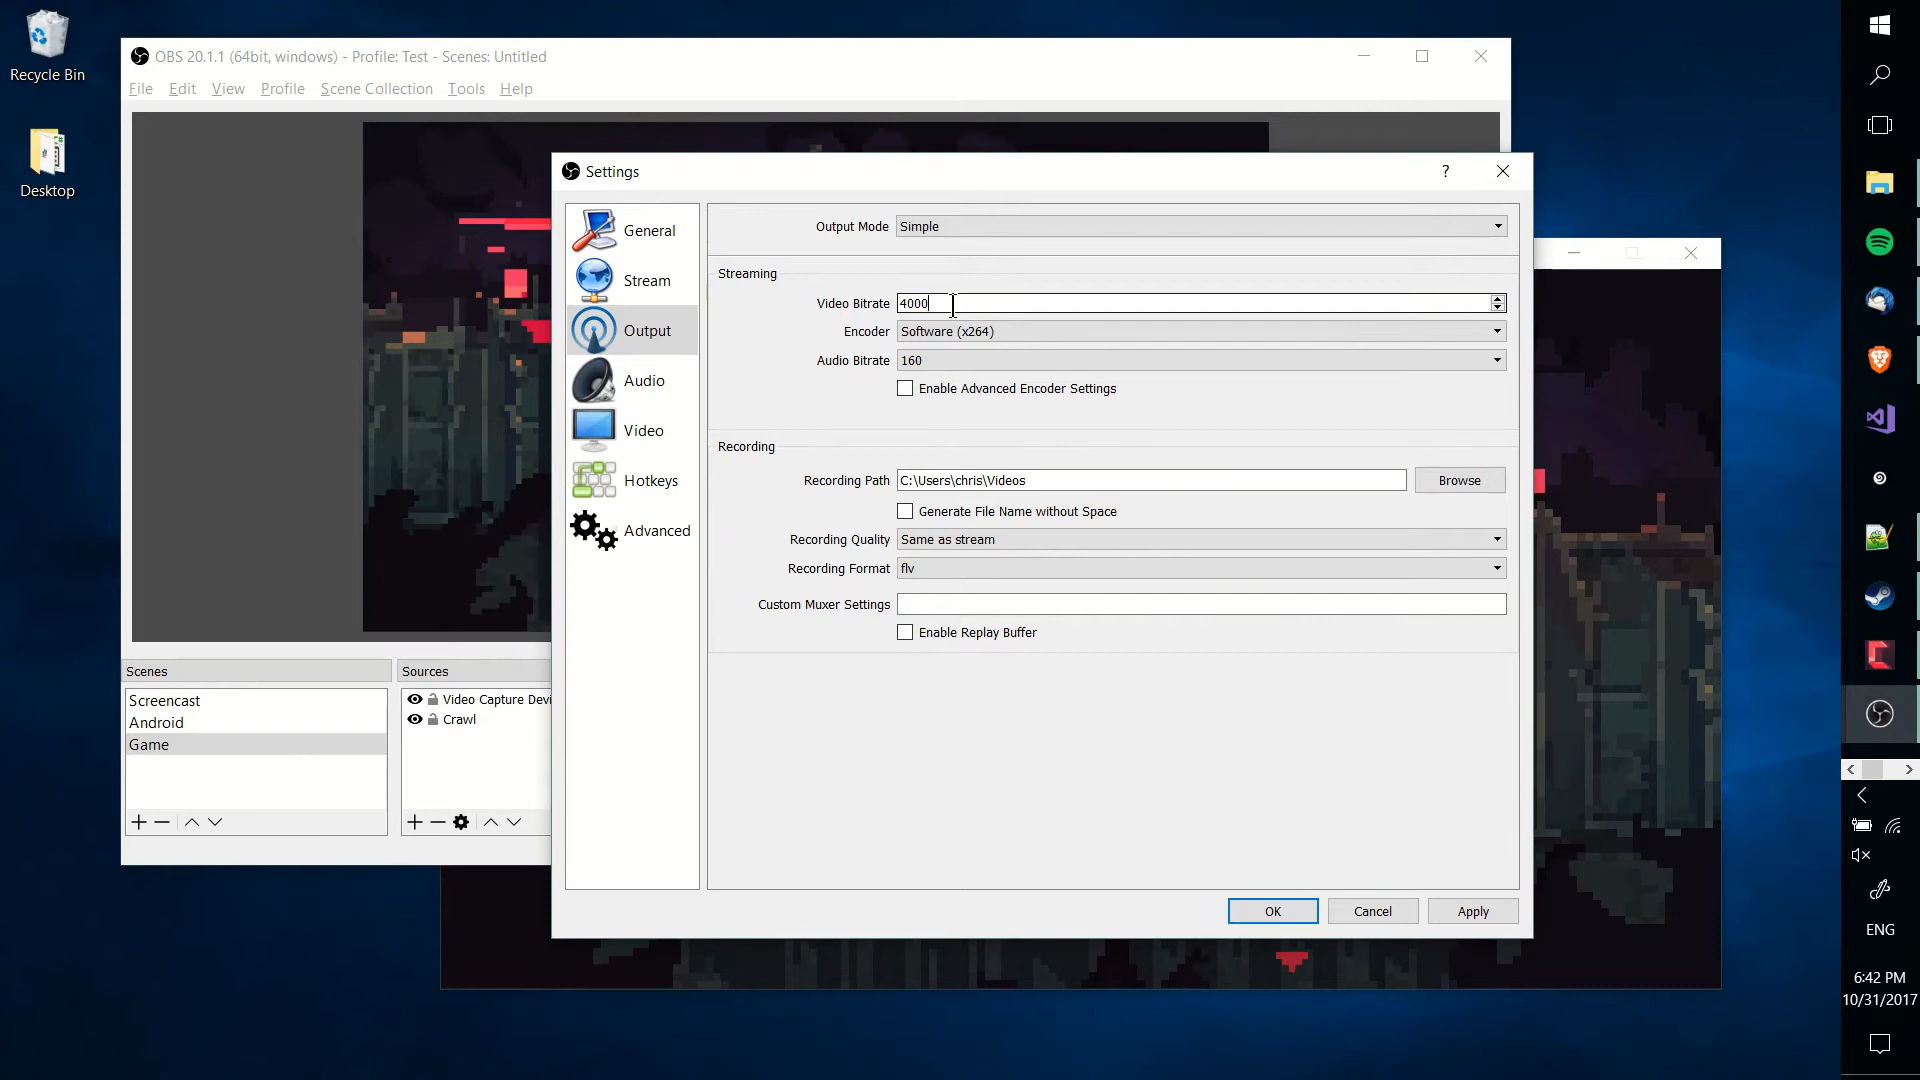 Recycle Bin
Desktop
OBS 20.1.1 (64bit, windows) - Profile: Test - Scenes: Untitled
File Edit View Profile Scene Collection Tools Help
Settings
?
General
Stream
Output
Audio
Video
Hotkeys
Advanced
Output Mode Simple
Streaming
Video Bitrate 4000
Encoder Software (x264)
Audio Bitrate 160
Enable Advanced Encoder Settings
Recording
Recording Path C:\Users\chris\Videos Browse
Generate File Name without Space
Recording Quality Same as stream
Recording Format flv
Custom Muxer Settings
Enable Replay Buffer
OK Cancel Apply
Scenes
Screencast
Android
Game
Sources
Video Capture Devi
Crawl
ENG
6:42 PM
10/31/2017